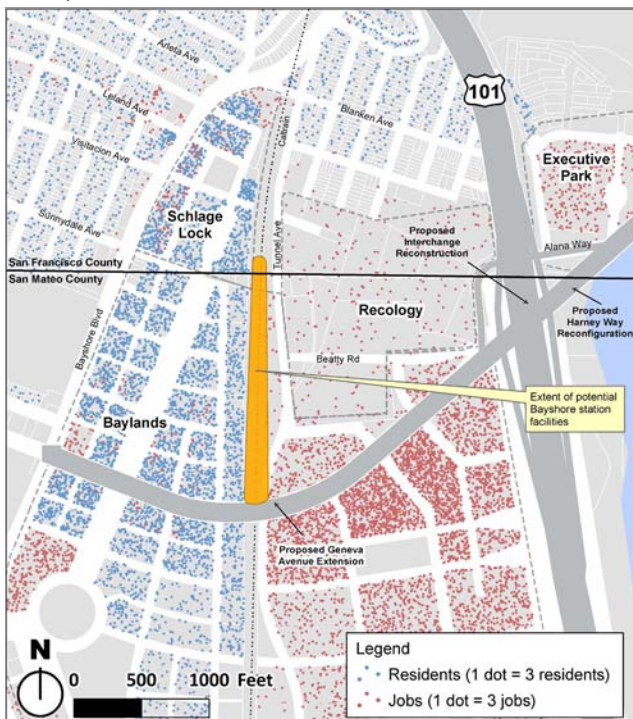 Arleta Ave
Leland Ave
Visitacion Ave
Sunnydale Ave
Blanken Ave
Caltrain
101
Executive
Park
Schlage
Lock
Tunnel Ave
Proposed
Interchange
Reconstruction
Alana Way
San Francisco County
San Mateo County
Recology
Proposed
Harney Way
Reconfiguration
Bayshore Blvd
Beatty Rd
Extent of potential
Bayshore station
facilities
Baylands
Proposed Geneva
Avenue Extension
N
0 500 1000 Feet
Legend
Residents (1 dot = 3 residents)
Jobs (1 dot = 3 jobs)